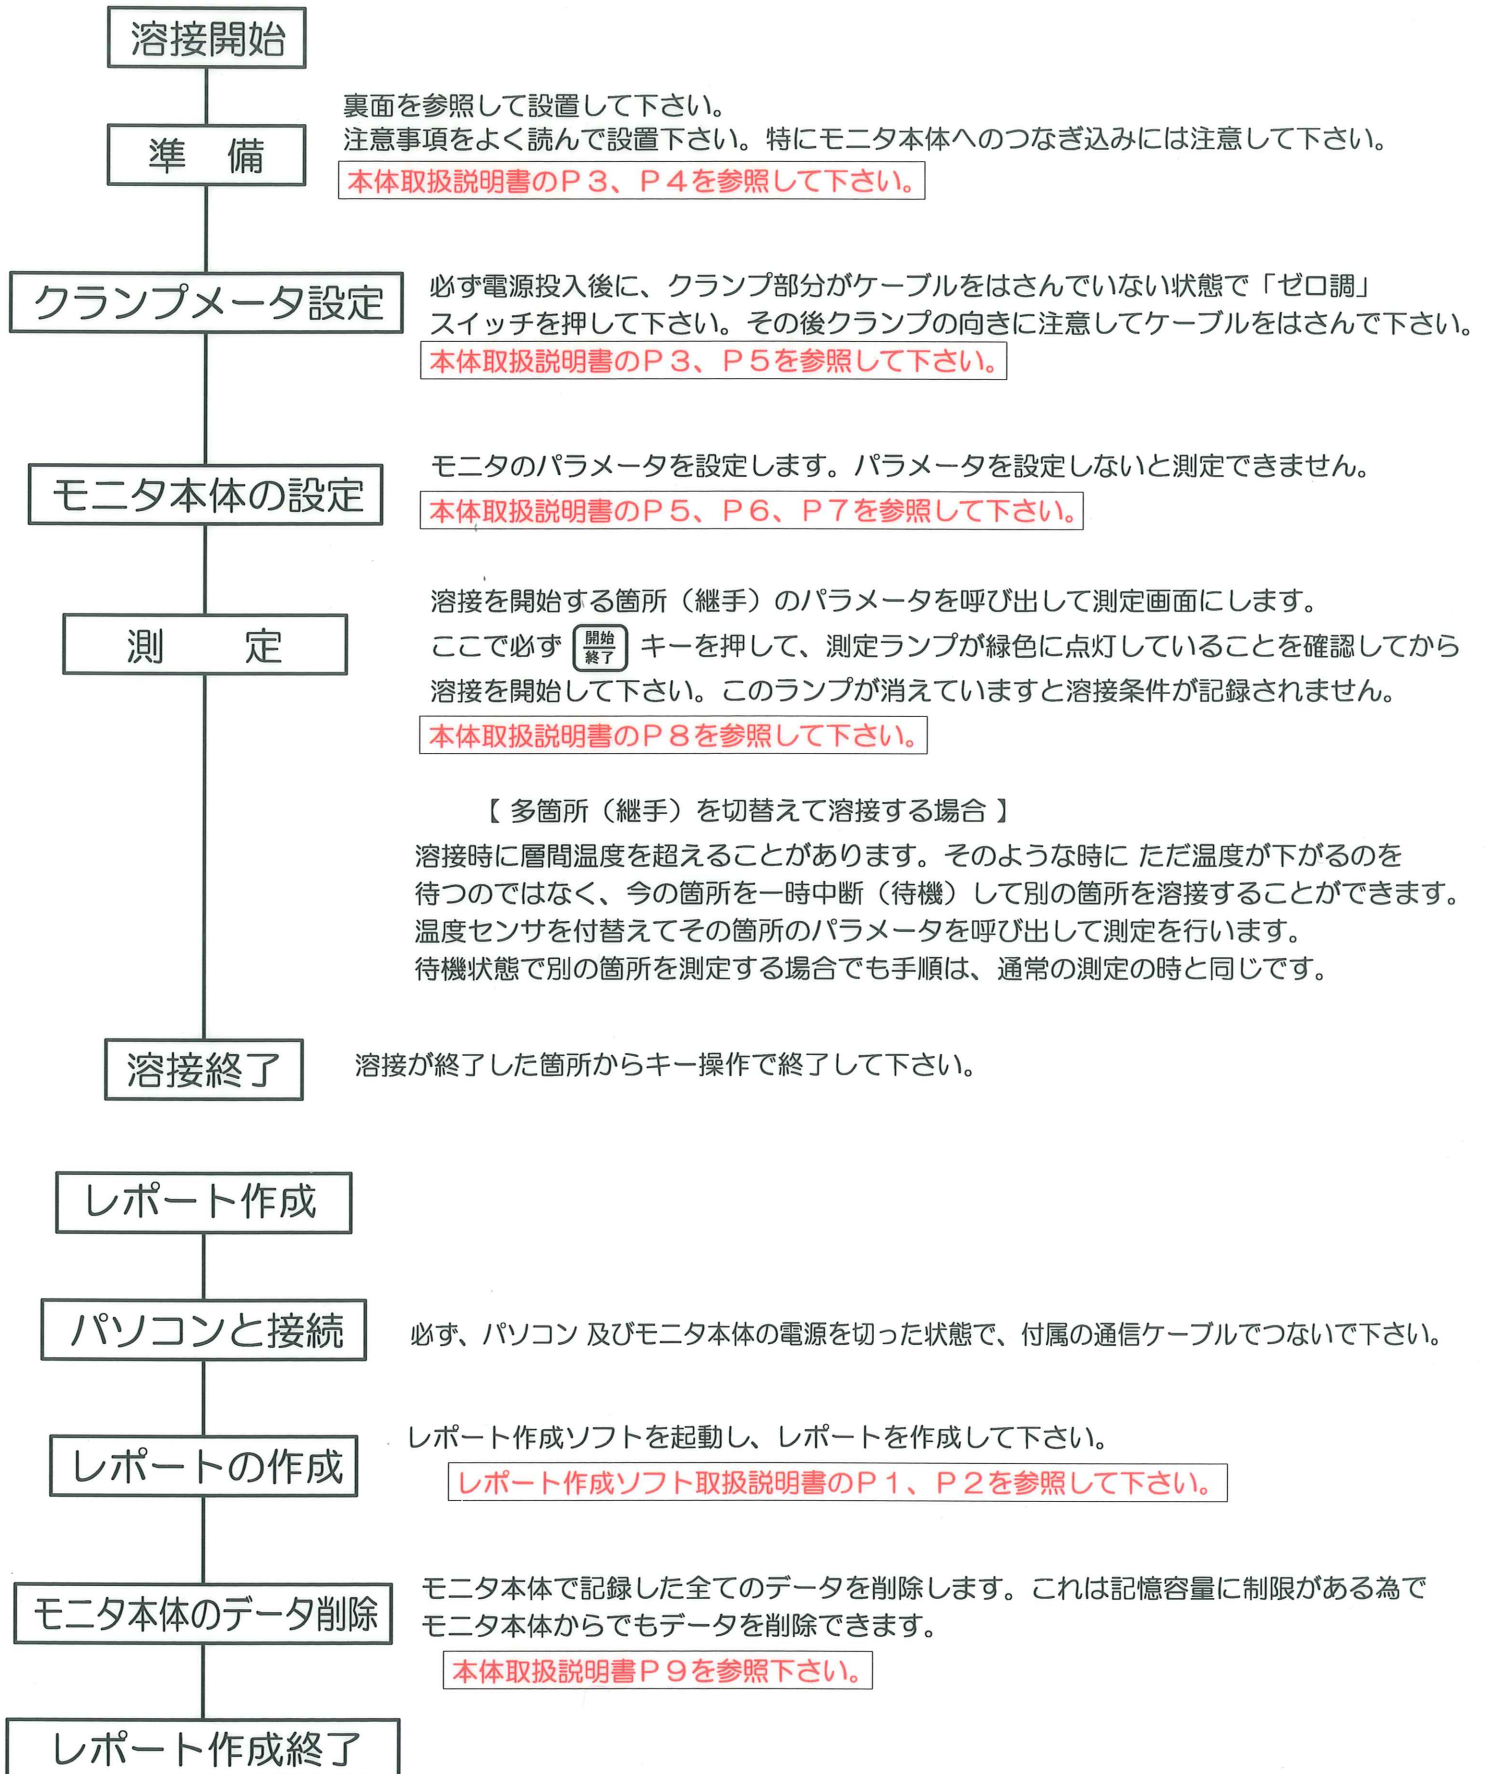 溶接開始
準　備
裏面を参照して設置して下さい。
注意事項をよく読んで設置下さい。特にモニタ本体へのつなぎ込みには注意して下さい。
本体取扱説明書のＰ３、Ｐ４を参照して下さい。
クランプメータ設定
必ず電源投入後に、クランプ部分がケーブルをはさんでいない状態で「ゼロ調」
スイッチを押して下さい。その後クランプの向きに注意してケーブルをはさんで下さい。
本体取扱説明書のＰ３、Ｐ５を参照して下さい。
モニタ本体の設定
モニタのパラメータを設定します。パラメータを設定しないと測定できません。
本体取扱説明書のＰ５、Ｐ６、Ｐ７を参照して下さい。
測　　定
溶接を開始する箇所（継手）のパラメータを呼び出して測定画面にします。
ここで必ず 開始 終了 キーを押して、測定ランプが緑色に点灯していることを確認してから
溶接を開始して下さい。このランプが消えていますと溶接条件が記録されません。
本体取扱説明書のＰ８を参照して下さい。
【 多箇所（継手）を切替えて溶接する場合 】
溶接時に層間温度を超えることがあります。そのような時に ただ温度が下がるのを
待つのではなく、今の箇所を一時中断（待機）して別の箇所を溶接することができます。
温度センサを付替えてその箇所のパラメータを呼び出して測定を行います。
待機状態で別の箇所を測定する場合でも手順は、通常の測定の時と同じです。
溶接終了
溶接が終了した箇所からキー操作で終了して下さい。
レポート作成
パソコンと接続
必ず、パソコン 及びモニタ本体の電源を切った状態で、付属の通信ケーブルでつないで下さい。
レポートの作成
レポート作成ソフトを起動し、レポートを作成して下さい。
レポート作成ソフト取扱説明書のＰ１、Ｐ２を参照して下さい。
モニタ本体のデータ削除
モニタ本体で記録した全てのデータを削除します。これは記憶容量に制限がある為で
モニタ本体からでもデータを削除できます。
本体取扱説明書Ｐ９を参照下さい。
レポート作成終了